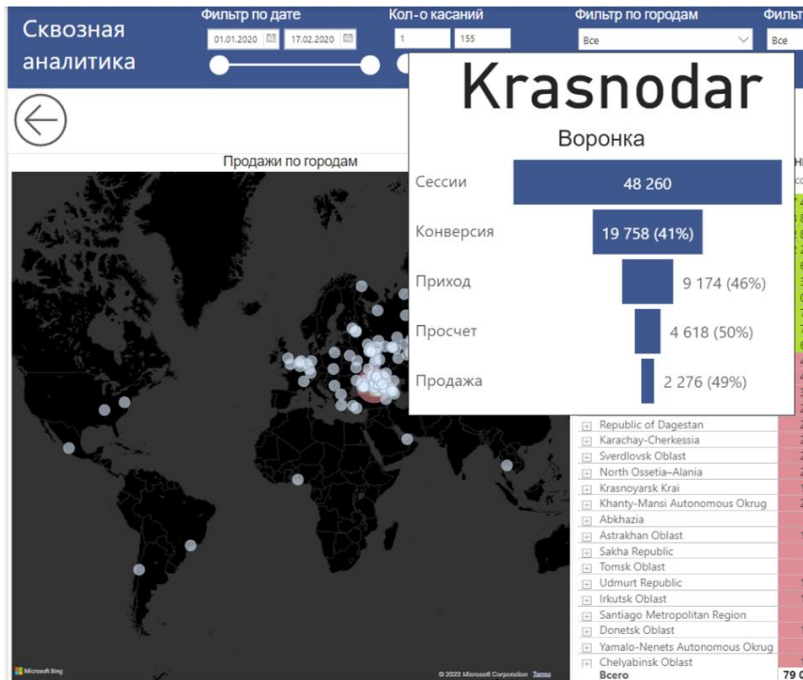 Сквозная
аналитика
Фильтр по дате
01.01.2020
17.02.2020
Кол-о касаний
1
155
Фильтр по городам
Все
Все
Krasnodar
Воронка
Сессии
48 260
Конверсия
19 758 (41%)
Приход
9 174 (46%)
Просчет
4 618 (50%)
Продажа
2 276 (49%)
Продажи по городам
Republic of Dagestan
Karachay-Cherkessia
Sverdlovsk Oblast
North Ossetia–Alania
Krasnoyarsk Krai
Khanty-Mansi Autonomous Okrug
Abkhazia
Astrakhan Oblast
Sakha Republic
Tomsk Oblast
Udmurt Republic
Irkutsk Oblast
Santiago Metropolitan Region
Donetsk Oblast
Yamalo-Nenets Autonomous Okrug
Chelyabinsk Oblast
Всего
Microsoft Bing
© 2022 Microsoft Corporation Terms